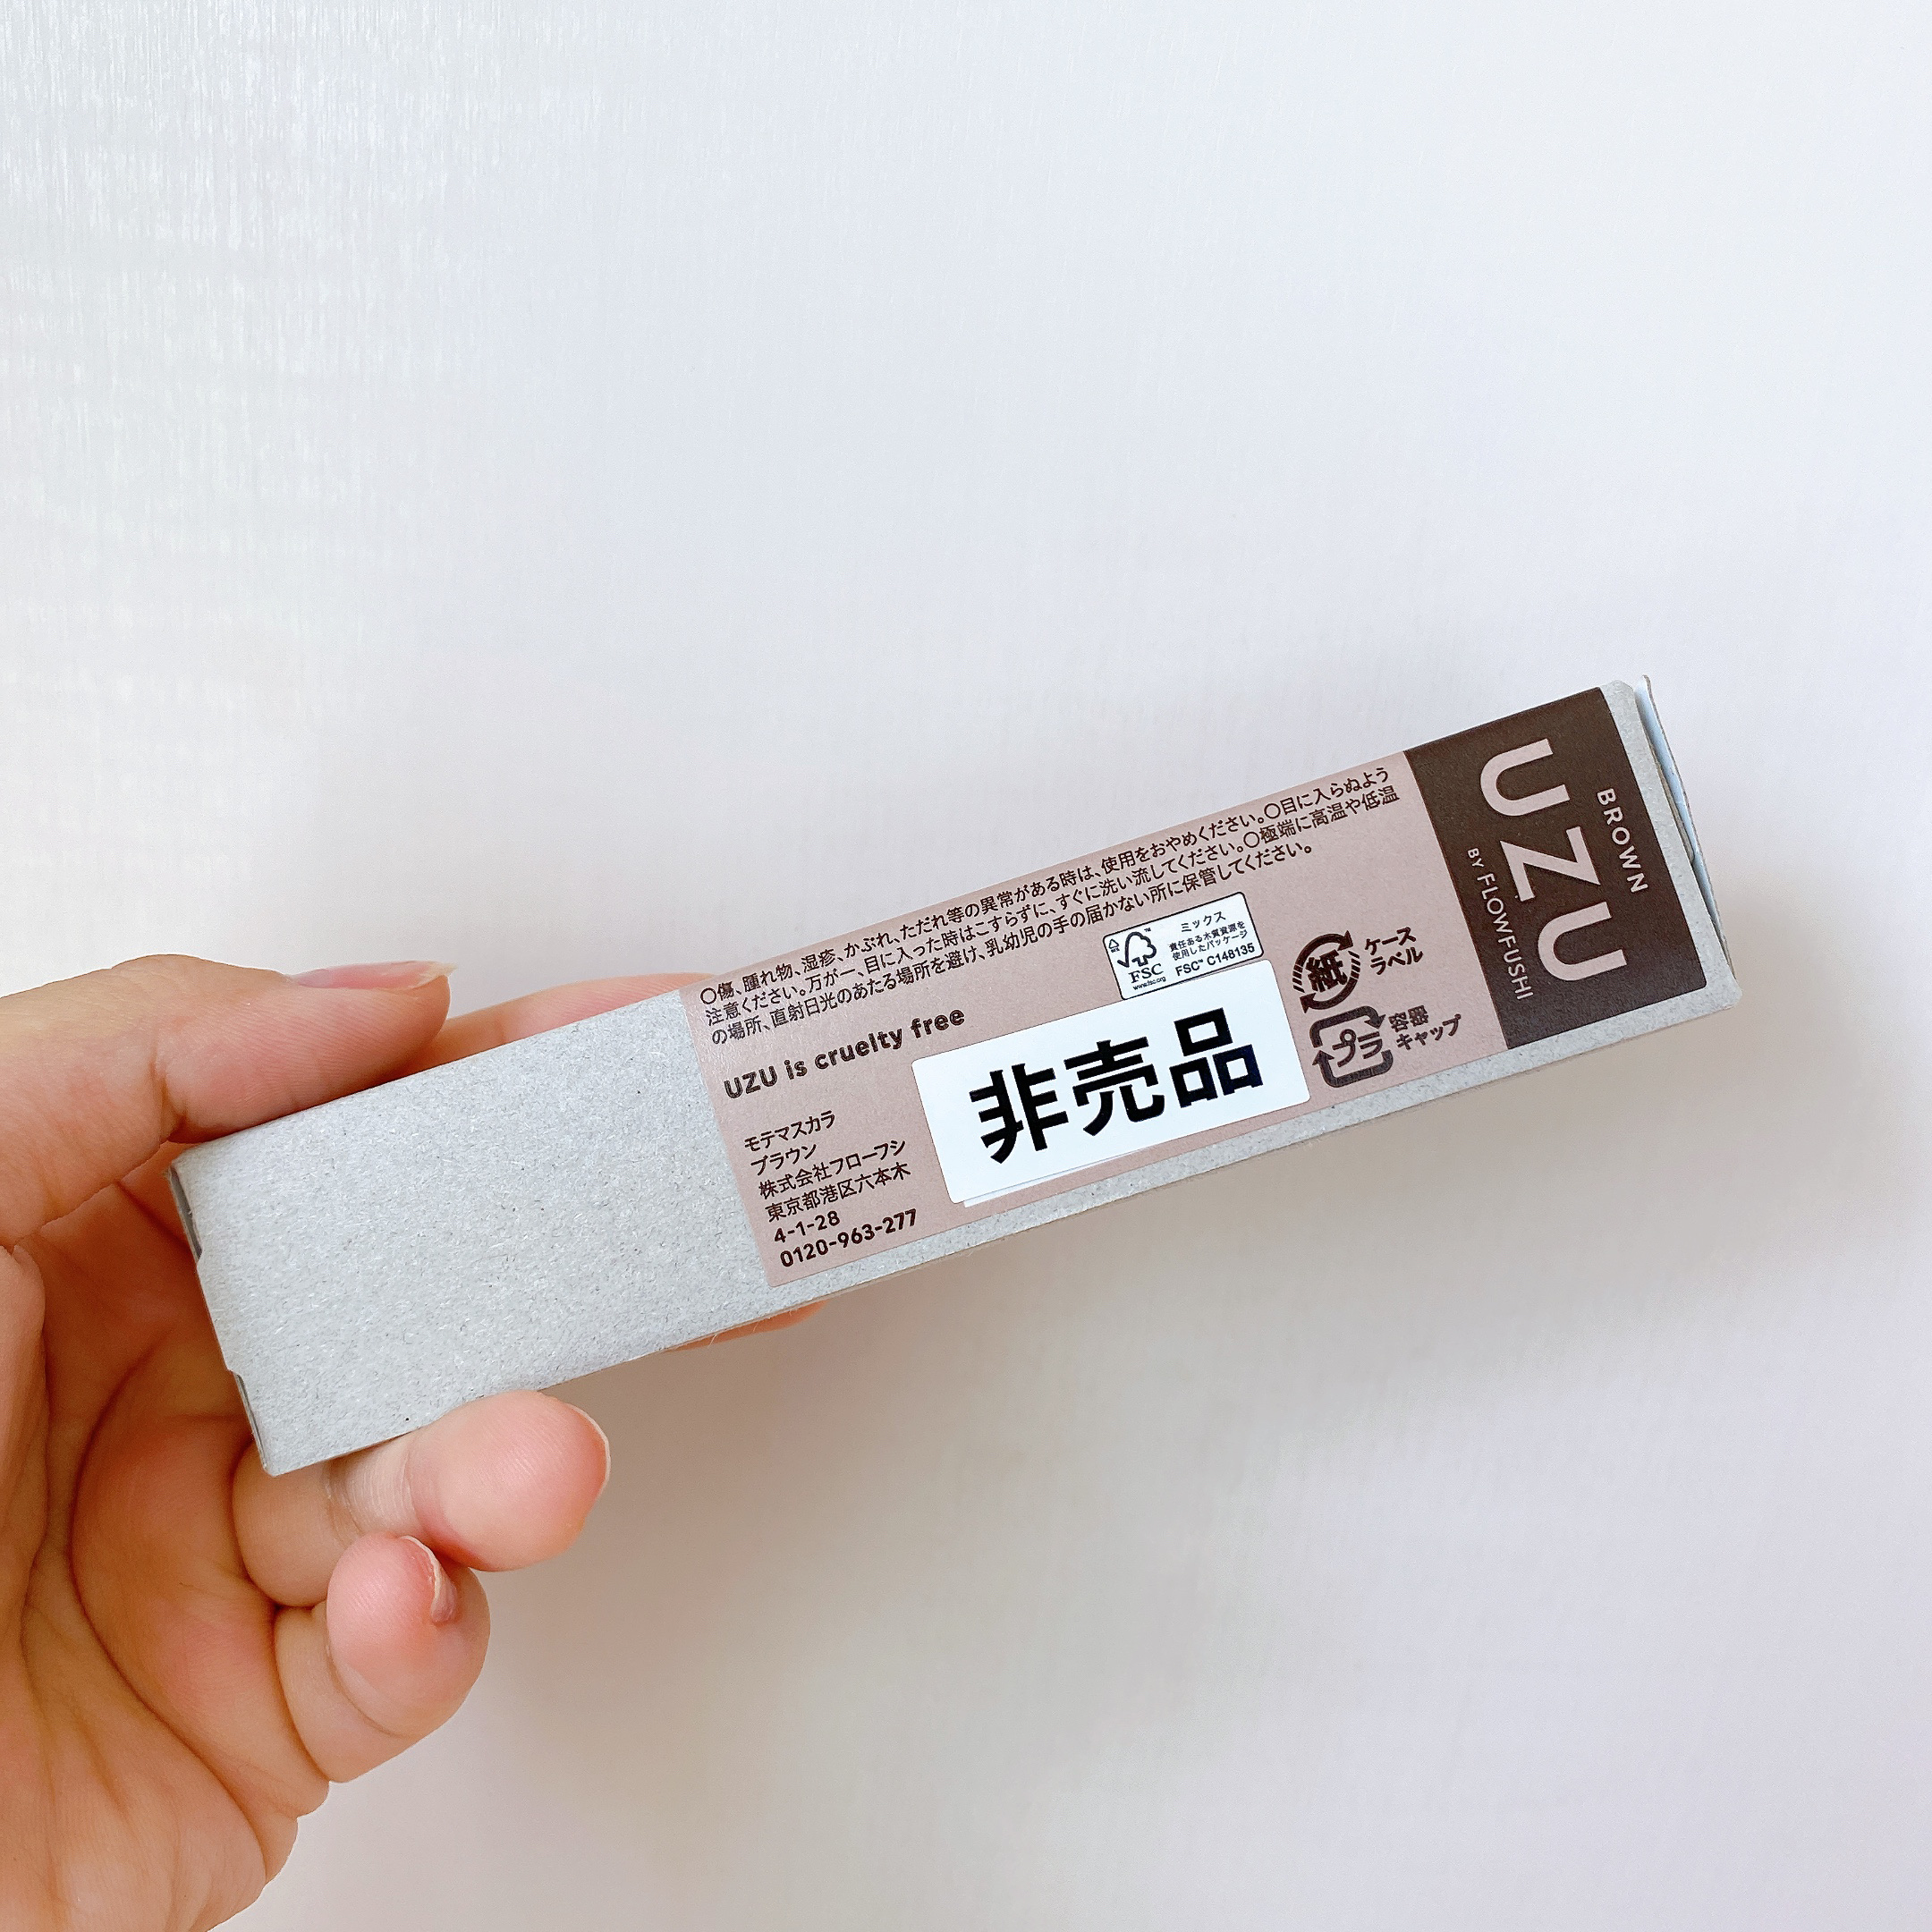 〇傷、腫れ物、湿疹、かぶれ、ただれ等の異常がある時は、使用をおやめください。〇目に入らぬよう
注意ください。万が一、目に入った時はこすらずに、すぐに洗い流してください。〇極端に高温や低温
の場所、直射日光のあたる場所を避け、乳幼児の手の届かない所に保管してください。
UZU is cruelty free
モテマスカラ
ブラウン
株式会社フローフシ
東京都港区六本木
4-1-28
0120-963-277
非売品
FSC
www.fsc.org
ミックス
責任ある木質資源を
使用したパッケージ
FSC™ C148135
紙
ケース
ラベル
プラ
容器
キャップ
BROWN
UZU
BY FLOWFUSHI